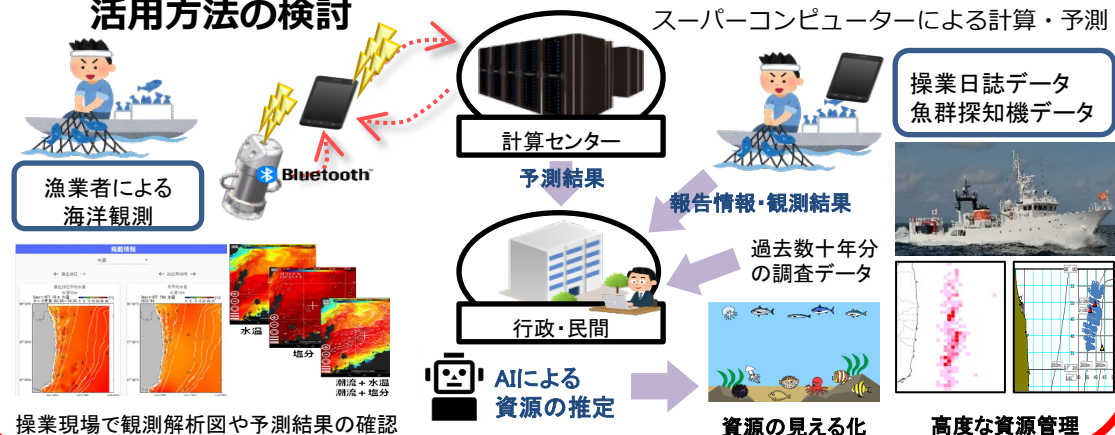 活用方法の検討
スーパーコンピューターによる計算・予測
操業日誌データ
魚群探知機データ
計算センター
Bluetooth
漁業者による
海洋観測
予測結果
報告情報・観測結果
過去数十年分
の調査データ
掲載情報
水温
水温
塩分
潮流+水温
潮流+塩分
行政・民間
AIによる
資源の推定
操業現場で観測解析図や予測結果の確認
資源の見える化
高度な資源管理